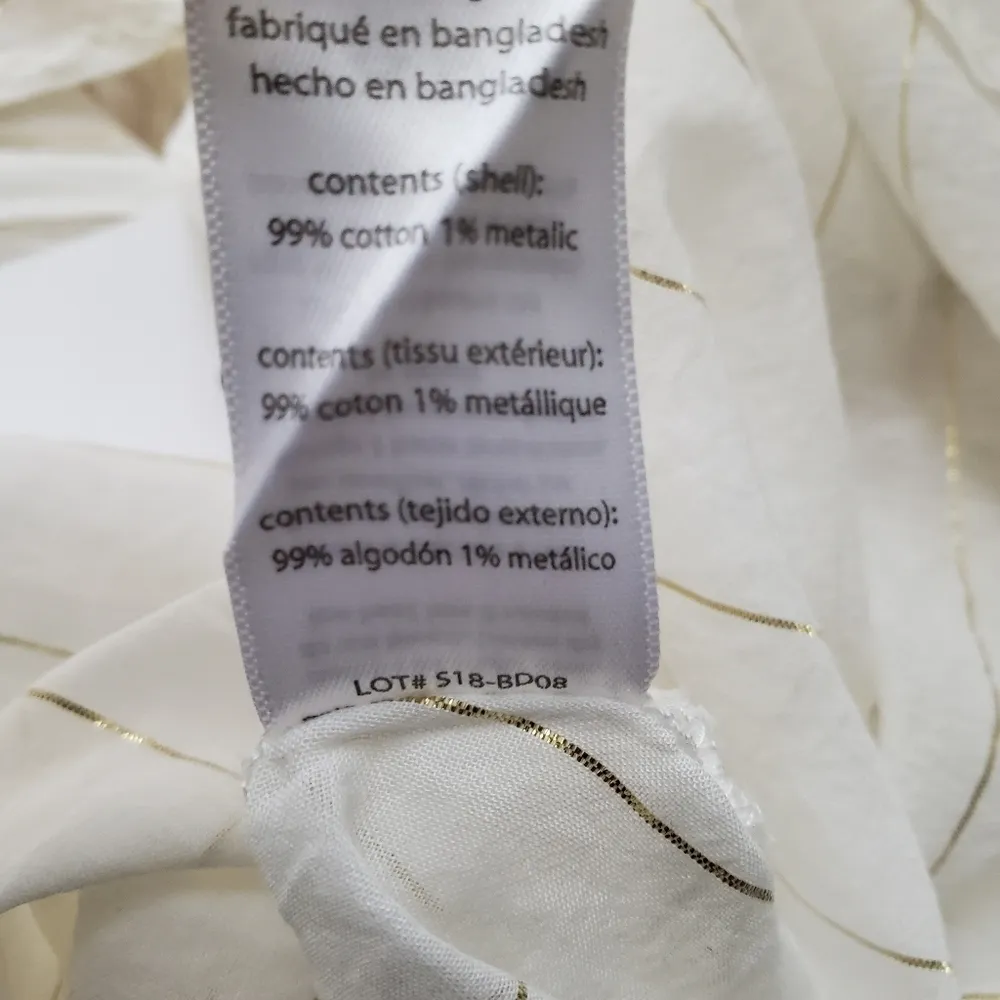 fabriqué en bangladesh
hecho en bangladesh
contents (shell):
99% cotton 1% metalic
contents (tissu extérieur):
99% coton 1% metállique
contents (tejido externo):
99% algodón 1% metálico
LOT# S18-BP08